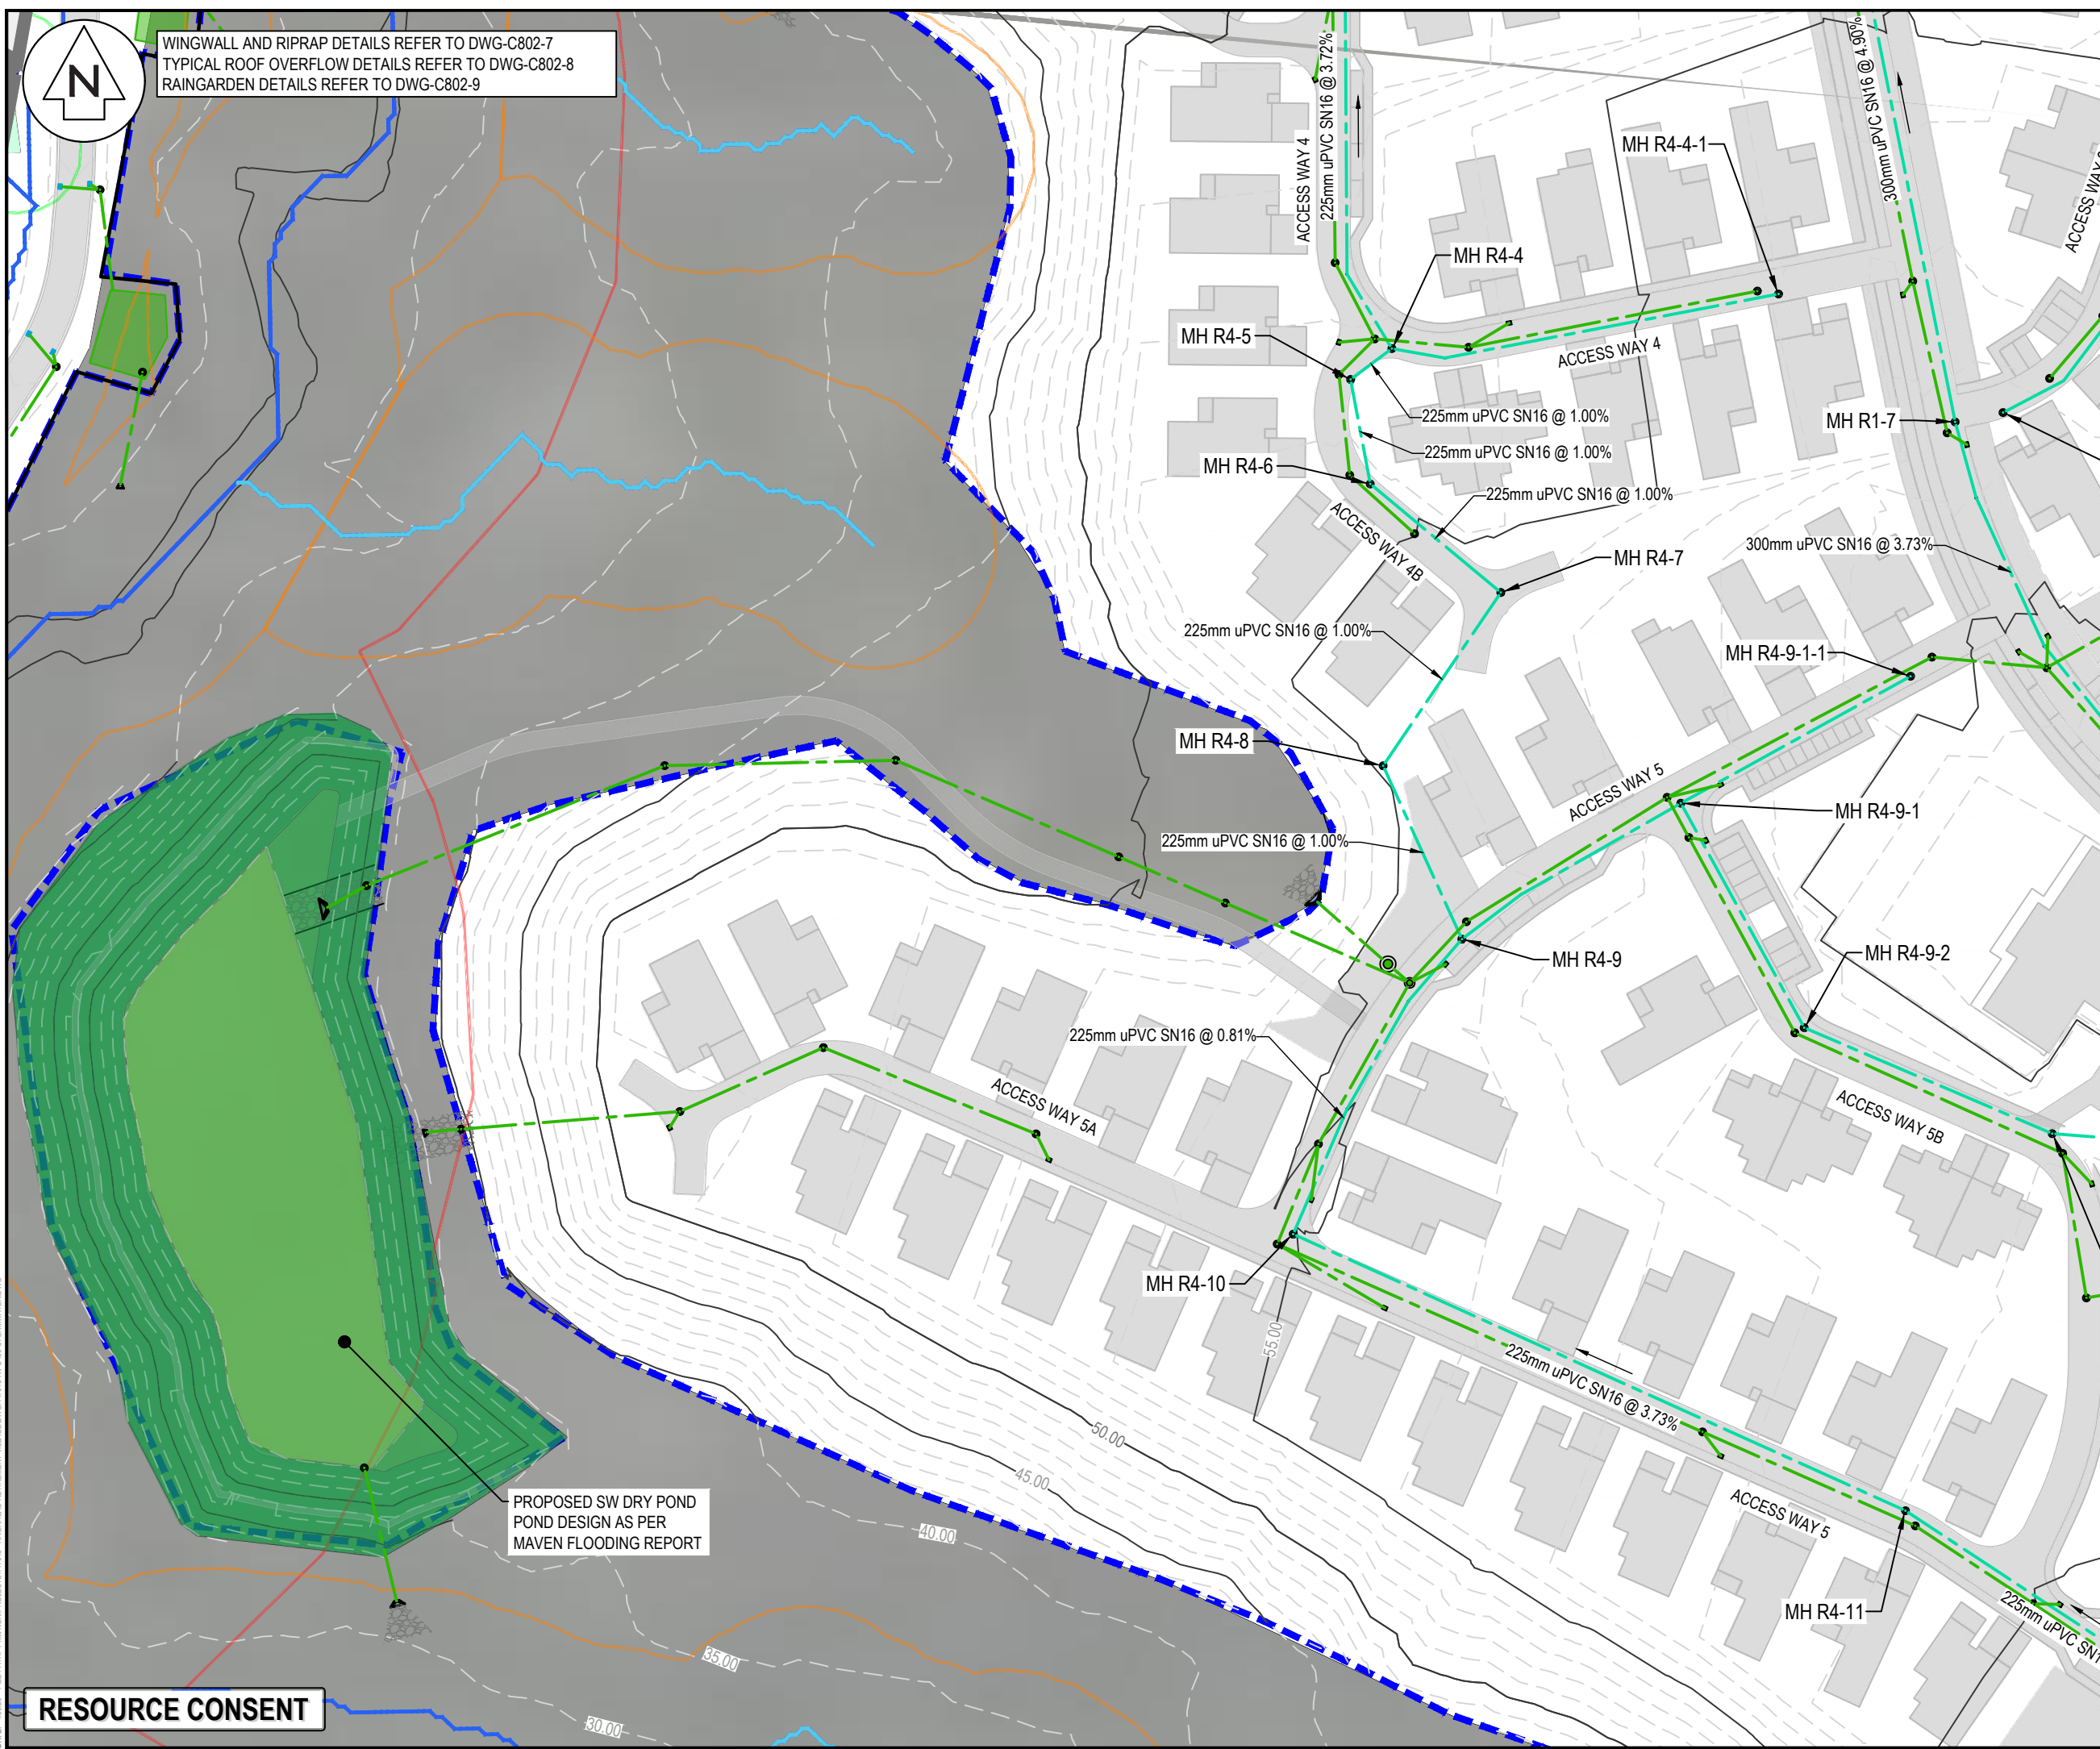 N
WINGWALL AND RIPRAP DETAILS REFER TO DWG-C802-7
TYPICAL ROOF OVERFLOW DETAILS REFER TO DWG-C802-8
RAINGARDEN DETAILS REFER TO DWG-C802-9
225mm uPVC SN16 @ 3.72%
300mm uPVC SN16 @ 4.90%
ACCESS WAY 4
MH R4-4-1
ACCESS WAY
MH R4-4
MH R4-5
ACCESS WAY 4
225mm uPVC SN16 @ 1.00%
MH R1-7
225mm uPVC SN16 @ 1.00%
MH R4-6
225mm uPVC SN16 @ 1.00%
ACCESS WAY 4B
300mm uPVC SN16 @ 3.73%
MH R4-7
225mm uPVC SN16 @ 1.00%
MH R4-9-1-1
MH R4-8
ACCESS WAY 5
MH R4-9-1
225mm uPVC SN16 @ 1.00%
MH R4-9
MH R4-9-2
225mm uPVC SN16 @ 0.81%
ACCESS WAY 5A
ACCESS WAY 5B
MH R4-10
55.00
225mm uPVC SN16 @ 3.73%
50.00
45.00
40.00
PROPOSED SW DRY POND
POND DESIGN AS PER
MAVEN FLOODING REPORT
ACCESS WAY 5
MH R4-11
225mm uPVC SN1
35.00
30.00
RESOURCE CONSENT